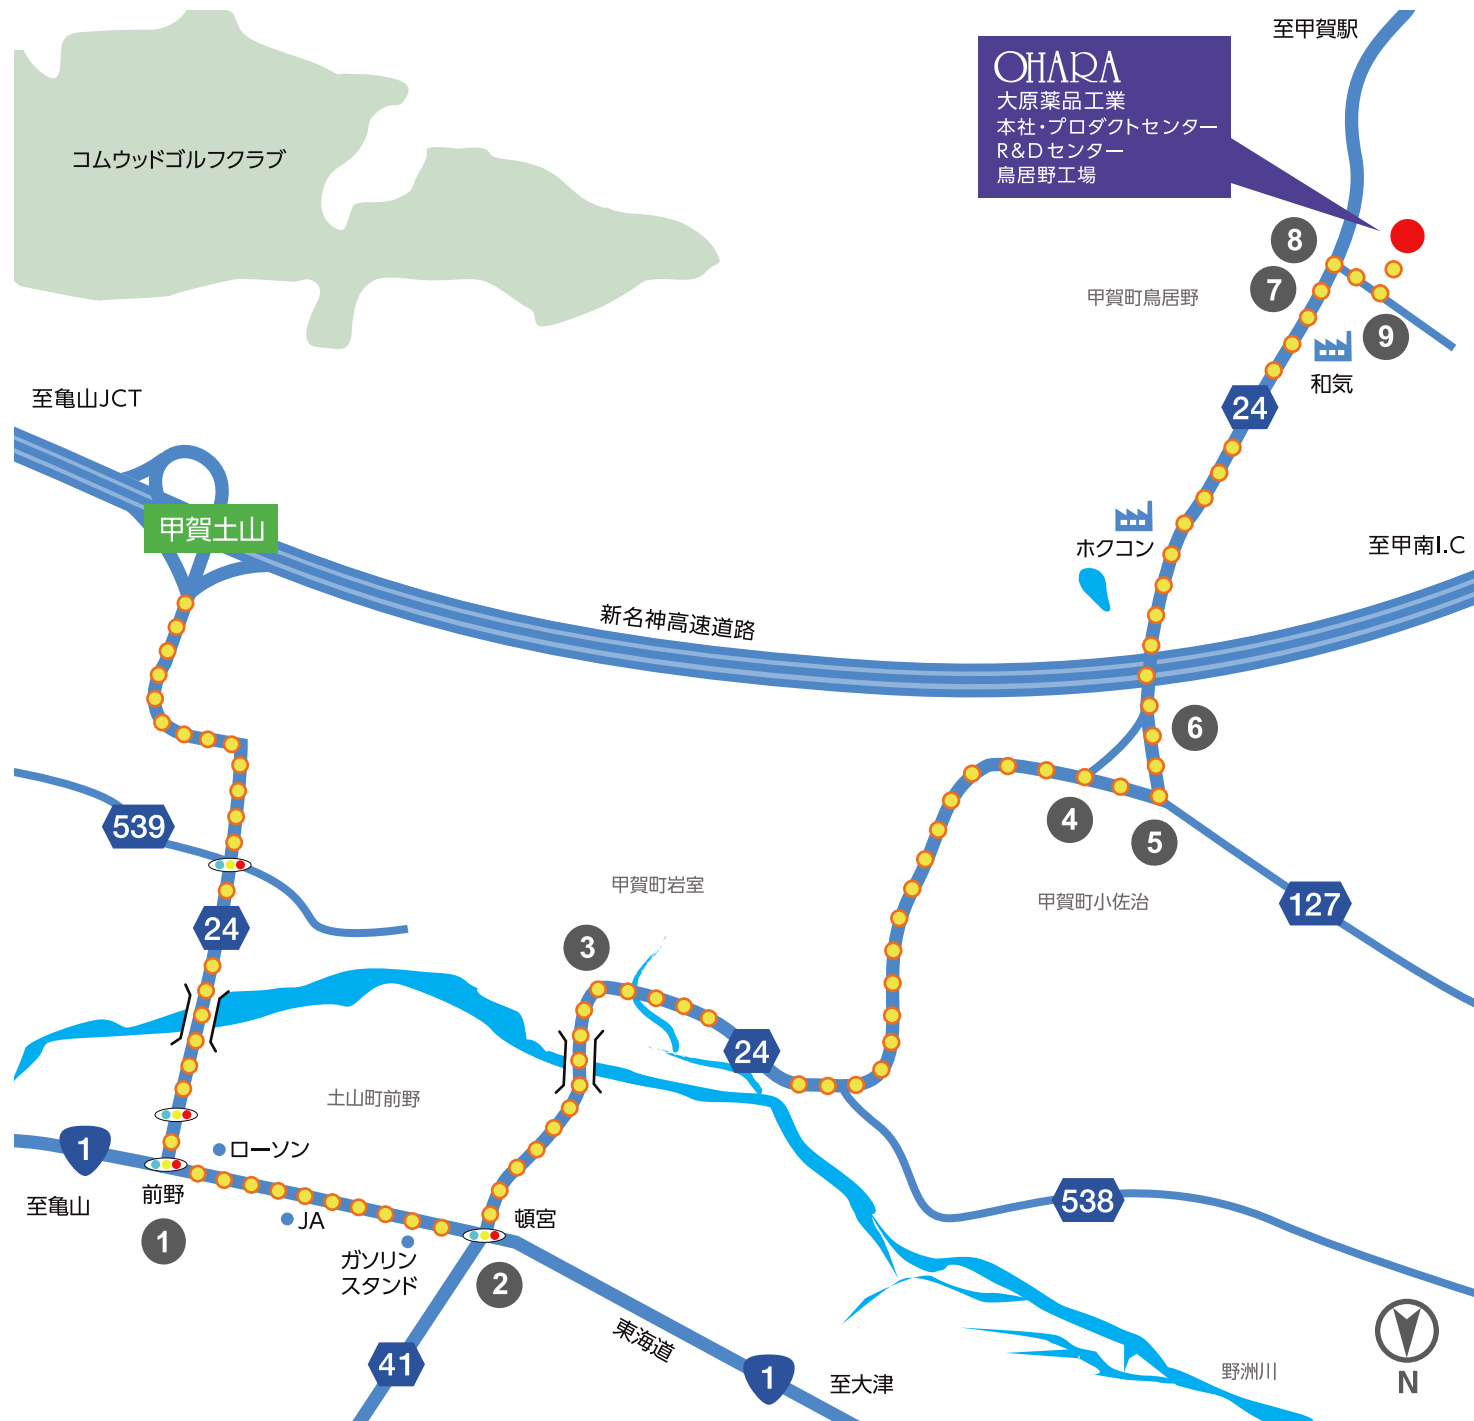 至甲賀駅
OHARA
大原薬品工業
本社・プロダクトセンター
R&Dセンター
鳥居野工場
コムウッドゴルフクラブ
8
7
甲賀町鳥居野
9
和気
24
至亀山JCT
甲賀土山
ホクコン
至甲南I.C
新名神高速道路
6
539
4
5
甲賀町岩室
甲賀町小佐治
127
24
3
24
土山町前野
1
ローソン
至亀山
前野
JA
頓宮
538
1
ガソリン
スタンド
2
東海道
41
1
至大津
野洲川
N